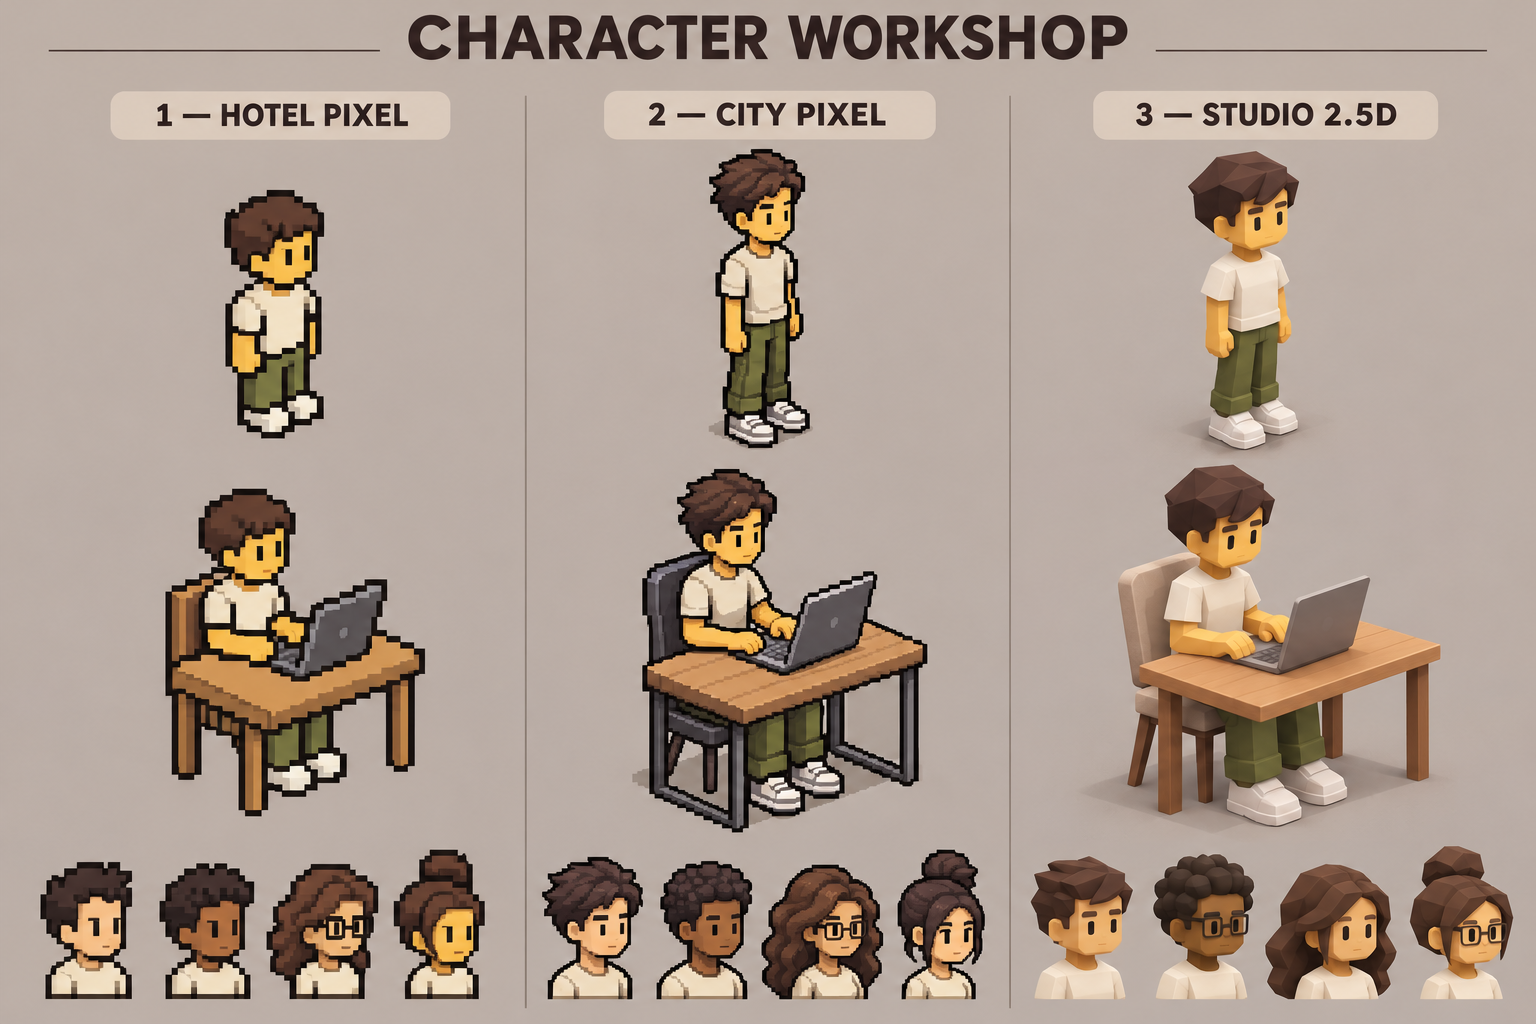 CHARACTER WORKSHOP
1 — HOTEL PIXEL
2 — CITY PIXEL
3 — STUDIO 2.5D